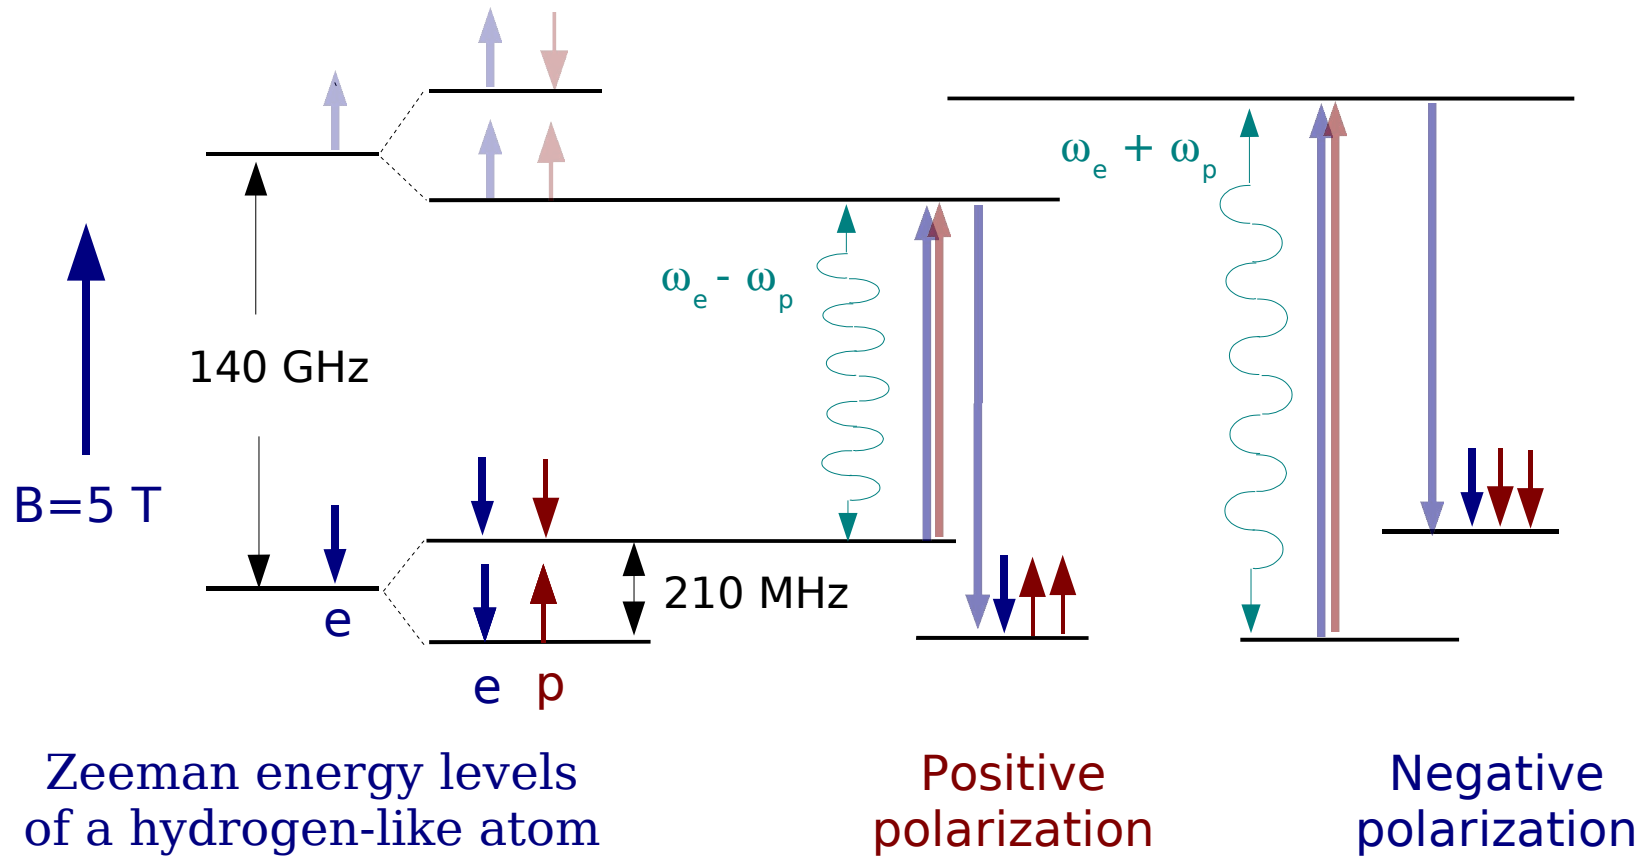 ωe + ωp
ωe - ωp
140 GHz
B=5 T
210 MHz
e
e p
Zeeman energy levels
of a hydrogen-like atom
Positive
polarization
Negative
polarization